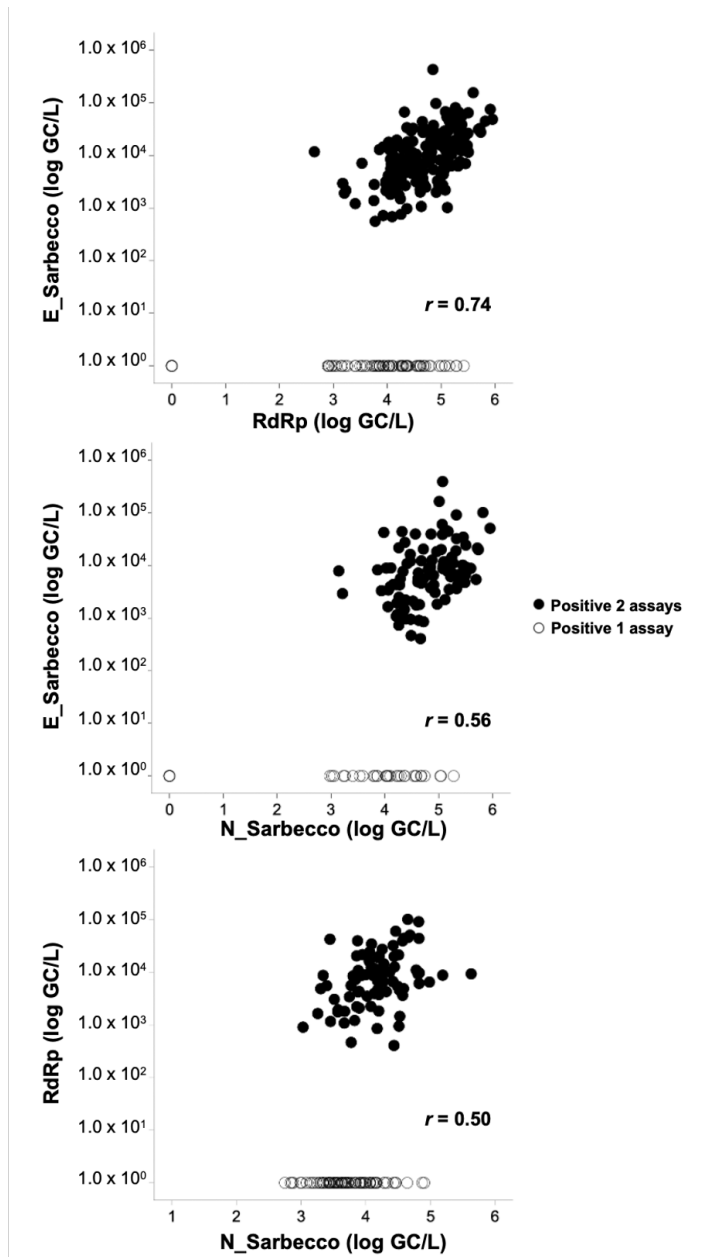 1.0 x 10⁶
1.0 x 10⁵
1.0 x 10⁴
1.0 x 10³
1.0 x 10²
1.0 x 10¹
1.0 x 10⁰
E_Sarbecco (log GC/L)
r = 0.74
0 1 2 3 4 5 6
RdRp (log GC/L)
1.0 x 10⁶
1.0 x 10⁵
1.0 x 10⁴
1.0 x 10³
1.0 x 10²
1.0 x 10¹
1.0 x 10⁰
E_Sarbecco (log GC/L)
r = 0.56
0 1 2 3 4 5 6
N_Sarbecco (log GC/L)
Positive 2 assays
Positive 1 assay
1.0 x 10⁶
1.0 x 10⁵
1.0 x 10⁴
1.0 x 10³
1.0 x 10²
1.0 x 10¹
1.0 x 10⁰
RdRp (log GC/L)
r = 0.50
1 2 3 4 5 6
N_Sarbecco (log GC/L)